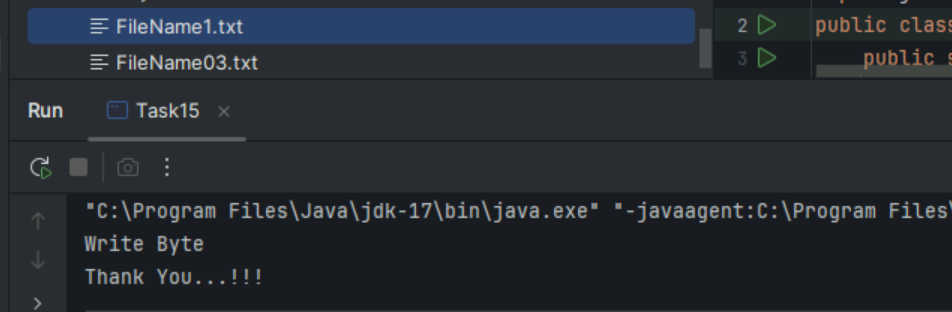 FileName1.txt
FileName03.txt
2 public class
3 public s
Run Task15
"C:\Program Files\Java\jdk-17\bin\java.exe" "-javaagent:C:\Program Files\
Write Byte
Thank You...!!!